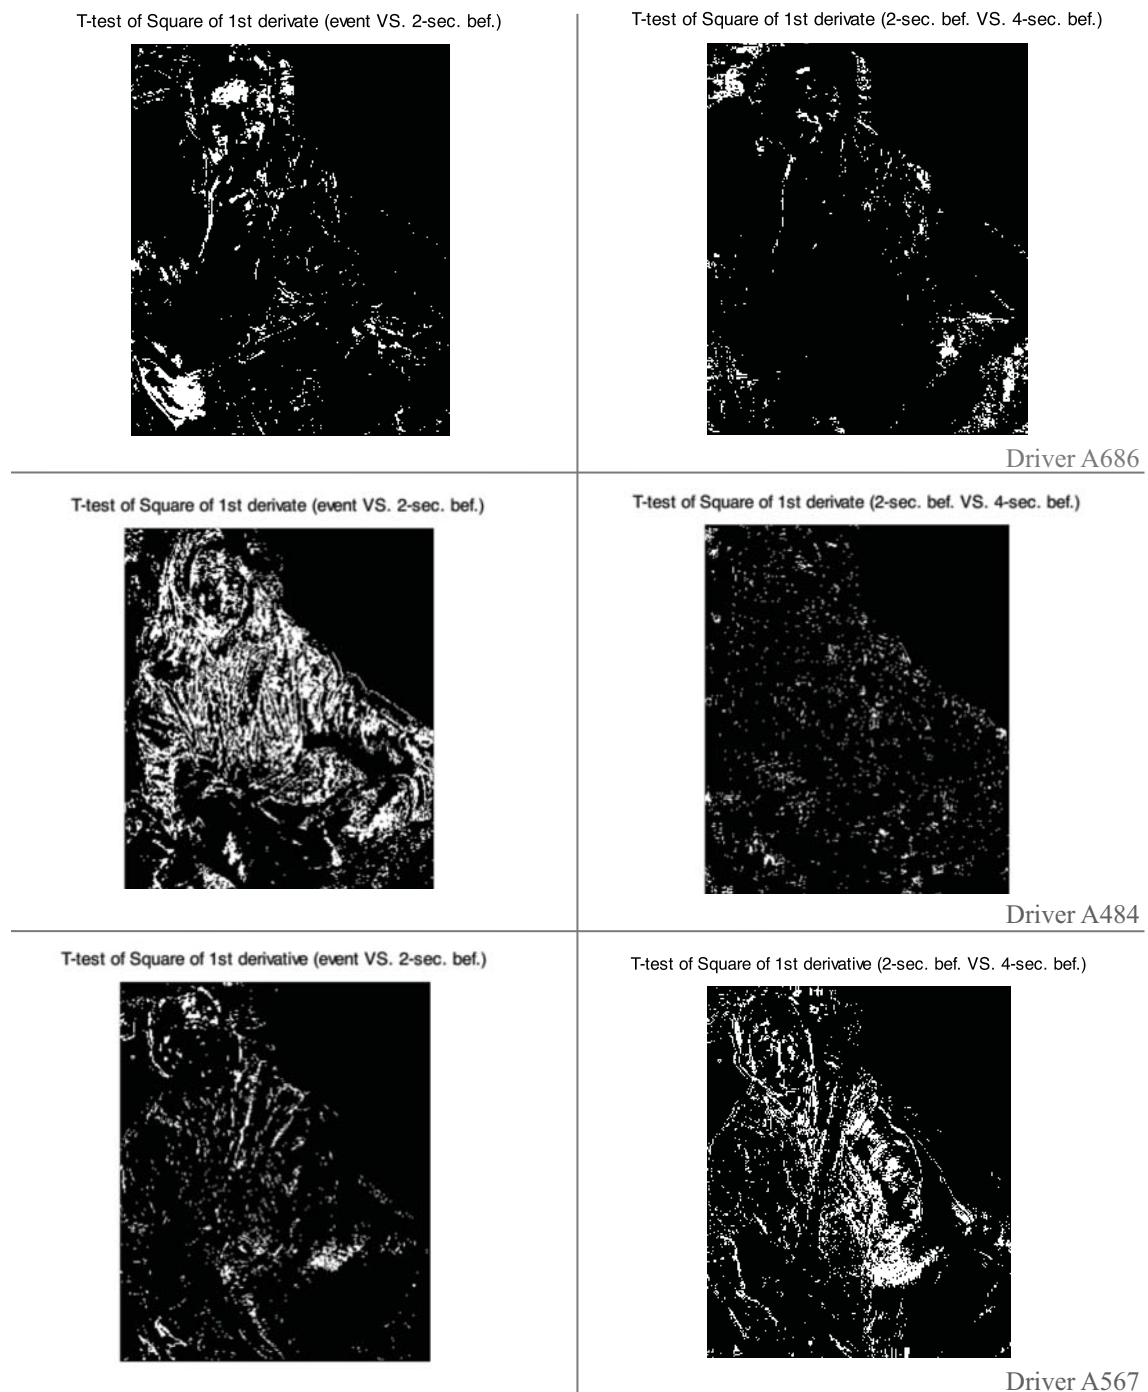 T-test of Square of 1st derivate (event VS. 2-sec. bef.)
T-test of Square of 1st derivate (2-sec. bef. VS. 4-sec. bef.)
Driver A686
T-test of Square of 1st derivate (event VS. 2-sec. bef.)
T-test of Square of 1st derivate (2-sec. bef. VS. 4-sec. bef.)
Driver A484
T-test of Square of 1st derivative (event VS. 2-sec. bef.)
T-test of Square of 1st derivative (2-sec. bef. VS. 4-sec. bef.)
Driver A567